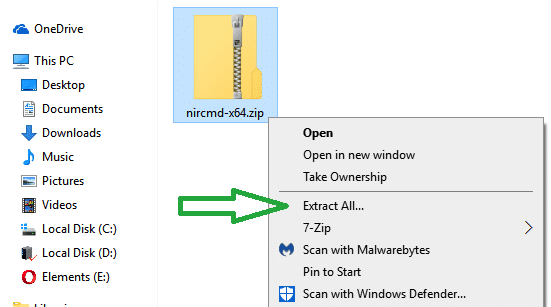 OneDrive
This PC
Desktop
Documents
Downloads
Music
Pictures
Videos
Local Disk (C:)
Local Disk (D:)
Elements (E:)
nircmd-x64.zip
Open
Open in new window
Take Ownership
Extract All...
7-Zip
Scan with Malwarebytes
Pin to Start
Scan with Windows Defender...